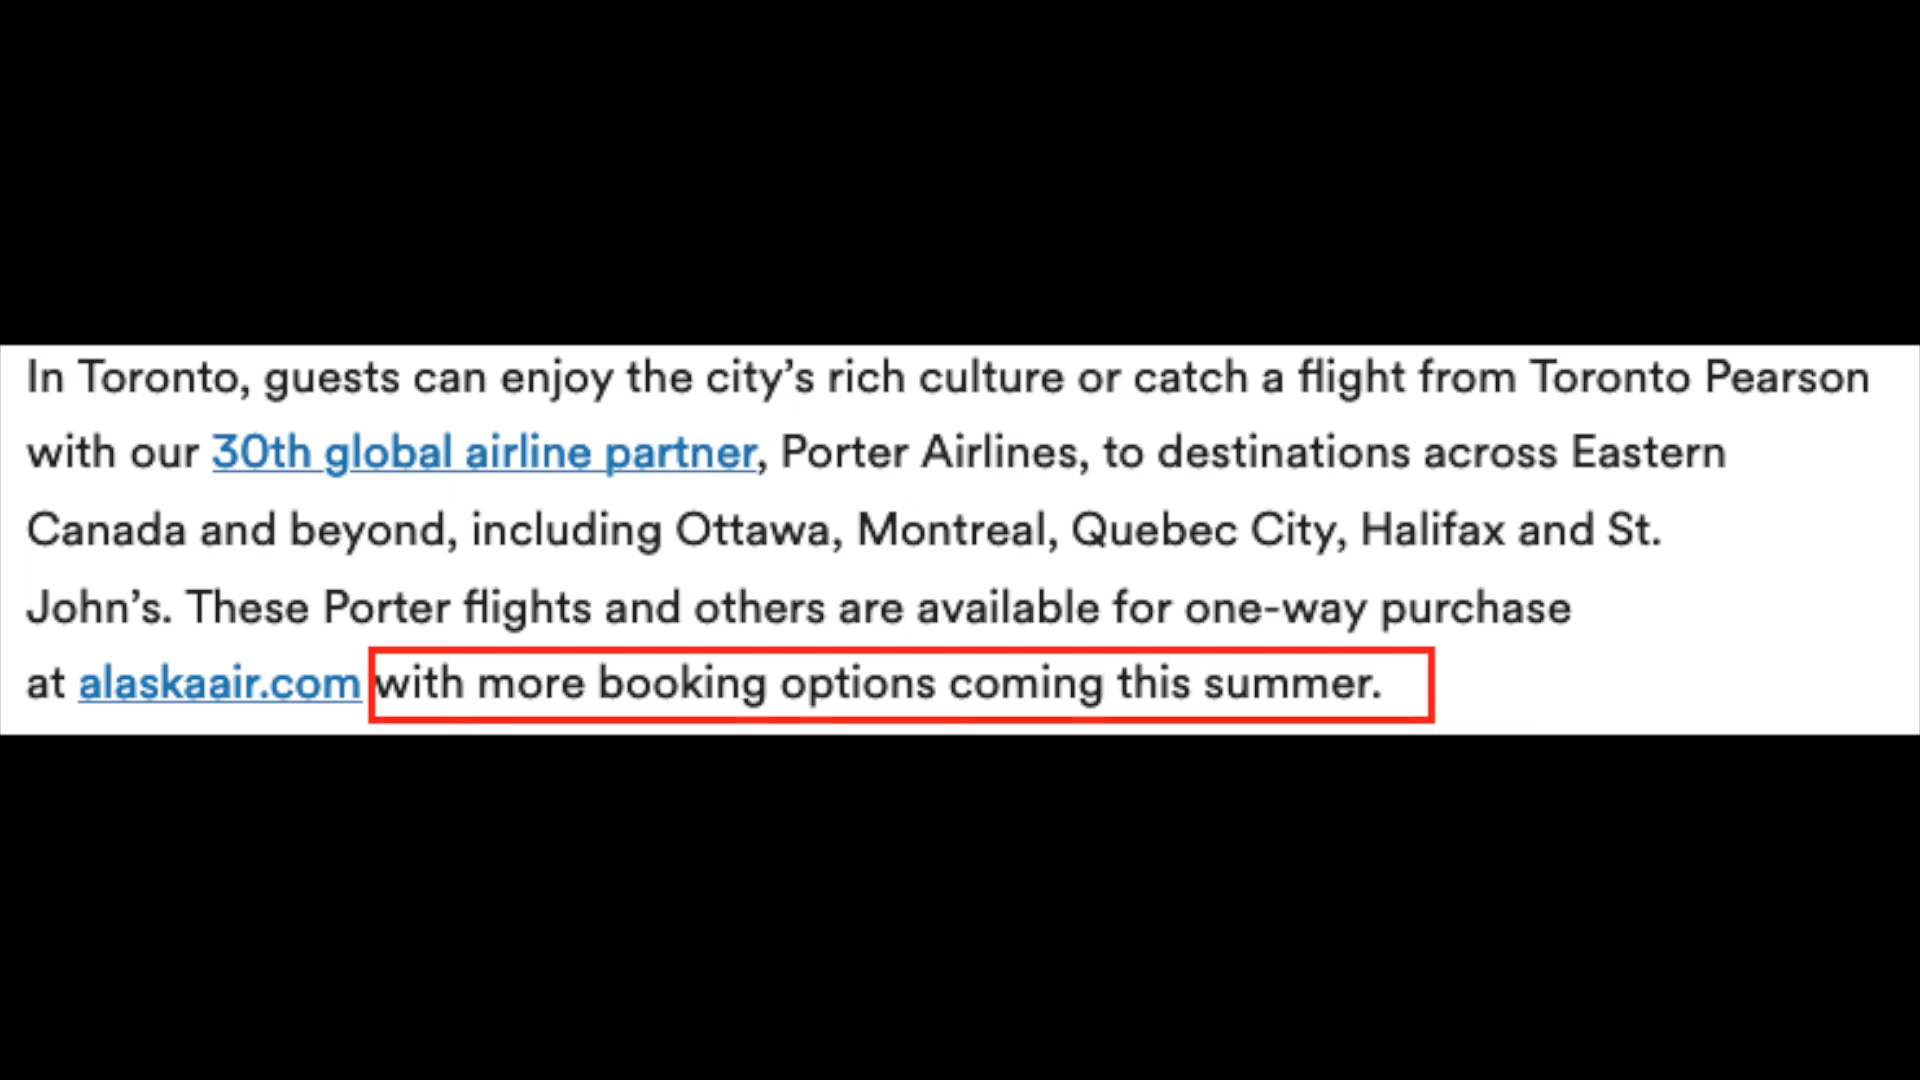 In Toronto, guests can enjoy the city’s rich culture or catch a flight from Toronto Pearson
with our 30th global airline partner, Porter Airlines, to destinations across Eastern
Canada and beyond, including Ottawa, Montreal, Quebec City, Halifax and St.
John’s. These Porter flights and others are available for one-way purchase
at alaskaair.com with more booking options coming this summer.